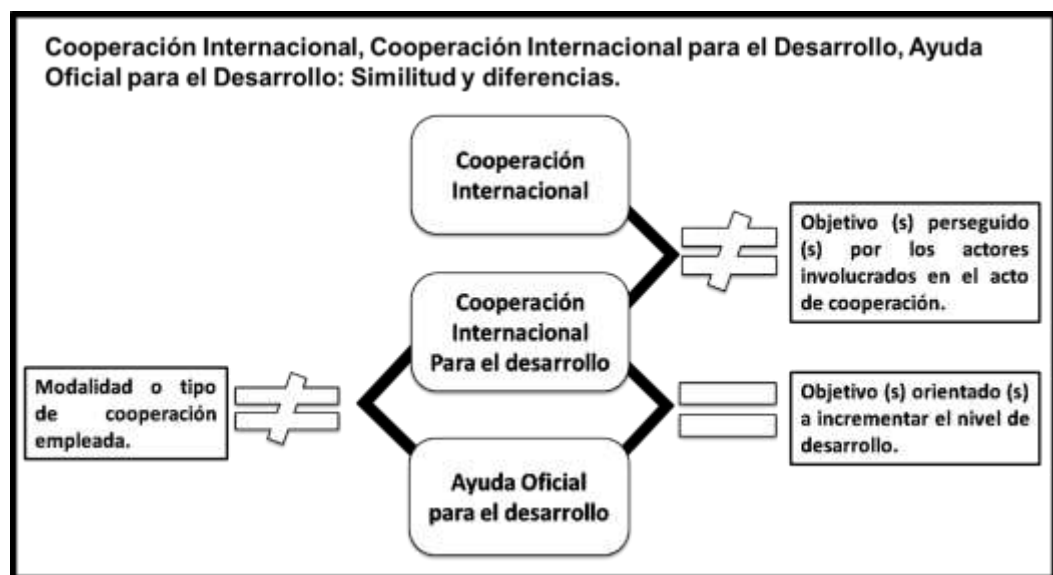 Cooperación Internacional, Cooperación Internacional para el Desarrollo, Ayuda
Oficial para el Desarrollo: Similitud y diferencias.
Cooperación
Internacional
Objetivo (s) perseguido
(s) por los actores
involucrados en el acto
de cooperación.
Cooperación
Internacional
Para el desarrollo
Modalidad o tipo
de cooperación
empleada.
Objetivo (s) orientado (s)
a incrementar el nivel de
desarrollo.
Ayuda Oficial
para el desarrollo